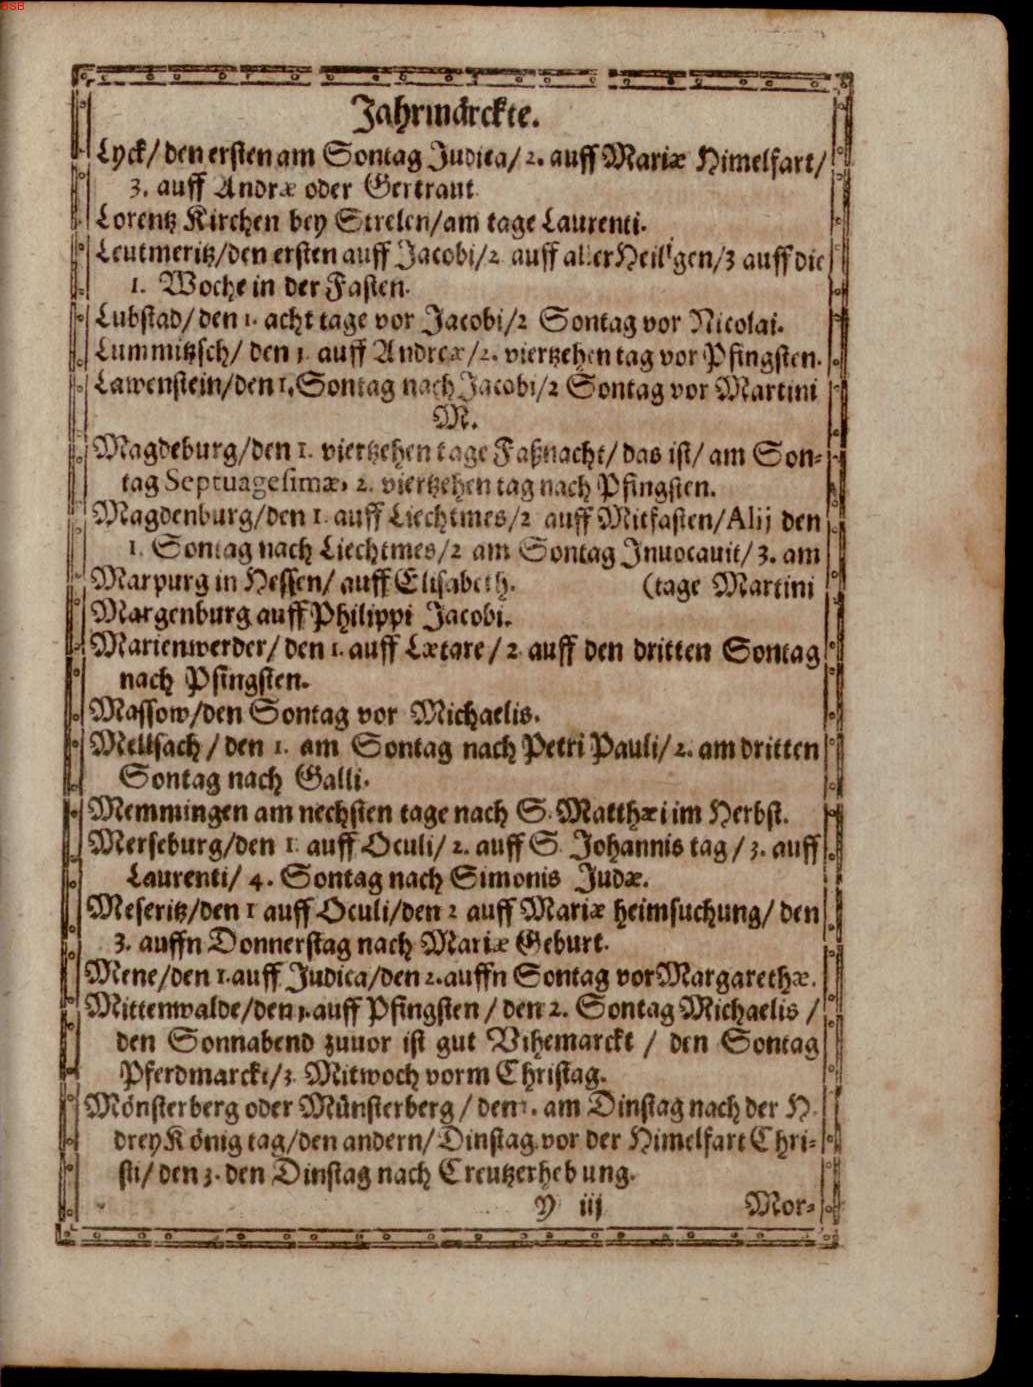 BSB
Jahrmärckte.
Lyck/ den ersten am Sontag Judica/ 2. auff Mariæ Himelfart/
3. auff Andræ oder Gertraut
Lorentz Kirchen bey Strelen/am tage Laurenti.
Leutmeritz/den ersten auff Jacobi/2 auff aller Heiligen/3 auff die
1. Woche in der Fasten.
Lubstad/ den 1. acht tage vor Jacobi/2 Sontag vor Nicolai.
Lummitzsch/ den 1. auff Andreæ/2. viertzehen tag vor Pfingsten.
Lawenstein/den 1. Sontag nach Jacobi/2 Sontag vor Martini
M.
Magdeburg/den 1. viertzehen tage Faßnacht/ das ist/ am Son-
tag Septuagesimæ, 2. viertzehen tag nach Pfingsten.
Magdenburg/den 1. auff Liechtmes/2 auff Mitfasten/Alij den
1. Sontag nach Liechtmes/2 am Sontag Inuocauit/ 3. am
Marpurg in Hessen/ auff Elisabeth. (tage Martini
Margenburg auff Philippi Jacobi.
Marienwerder/ den 1. auff Lætare/ 2 auff den dritten Sontag
nach Pfingsten.
Massow/den Sontag vor Michaelis.
Mellsach/ den 1. am Sontag nach Petri Pauli/ 2. am dritten
Sontag nach Galli.
Memmingen am nechsten tage nach S. Matthæi im Herbst.
Merseburg/den 1. auff Oculi/ 2. auff S. Johannis tag/ 3. auff
Laurenti/ 4. Sontag nach Simonis Judæ.
Meseritz/den 1 auff Oculi/den 2 auff Mariæ heimsuchung/ den
3. auffn Donnerstag nach Mariæ Geburt.
Mene/den 1. auff Judica/den 2. auffn Sontag vor Margarethæ.
Mittenwalde/den 1. auff Pfingsten/ den 2. Sontag Michaelis/
den Sonnabend zuuor ist gut Vihemarckt/ den Sontag
Pferdmarckt/3. Mitwoch vorm Christag.
Mönsterberg oder Münsterberg/ den 1. am Dinstag nach der H.
drey König tag/den andern/ Dinstag vor der Himelfart Chri-
sti/ den 3. den Dinstag nach Creutzerhebung.
Y iij Mor-